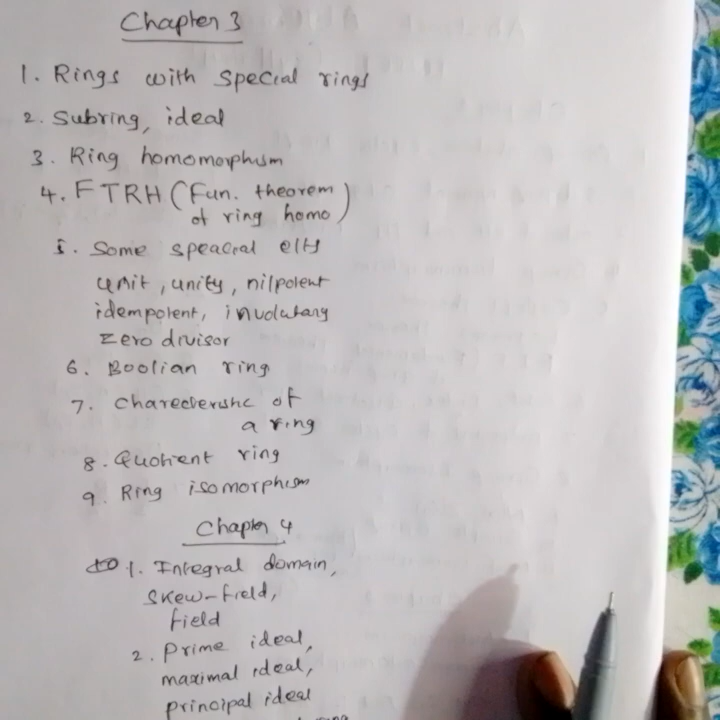 Chapter 3
1. Rings with special rings
2. Subring, ideal
3. Ring homomorphism
4. FTRH (Fun. theorem
of ring homo)
5. Some speacial elts
unit, unity, nilpotent
idempotent, involutary
Zero divisor
6. Boolian ring
7. Charecteristic of
a ring
8. Quotient ring
9. Ring isomorphism
Chapter 4
1. Integral domain,
Skew-field,
field
2. Prime ideal,
maximal ideal,
principal ideal